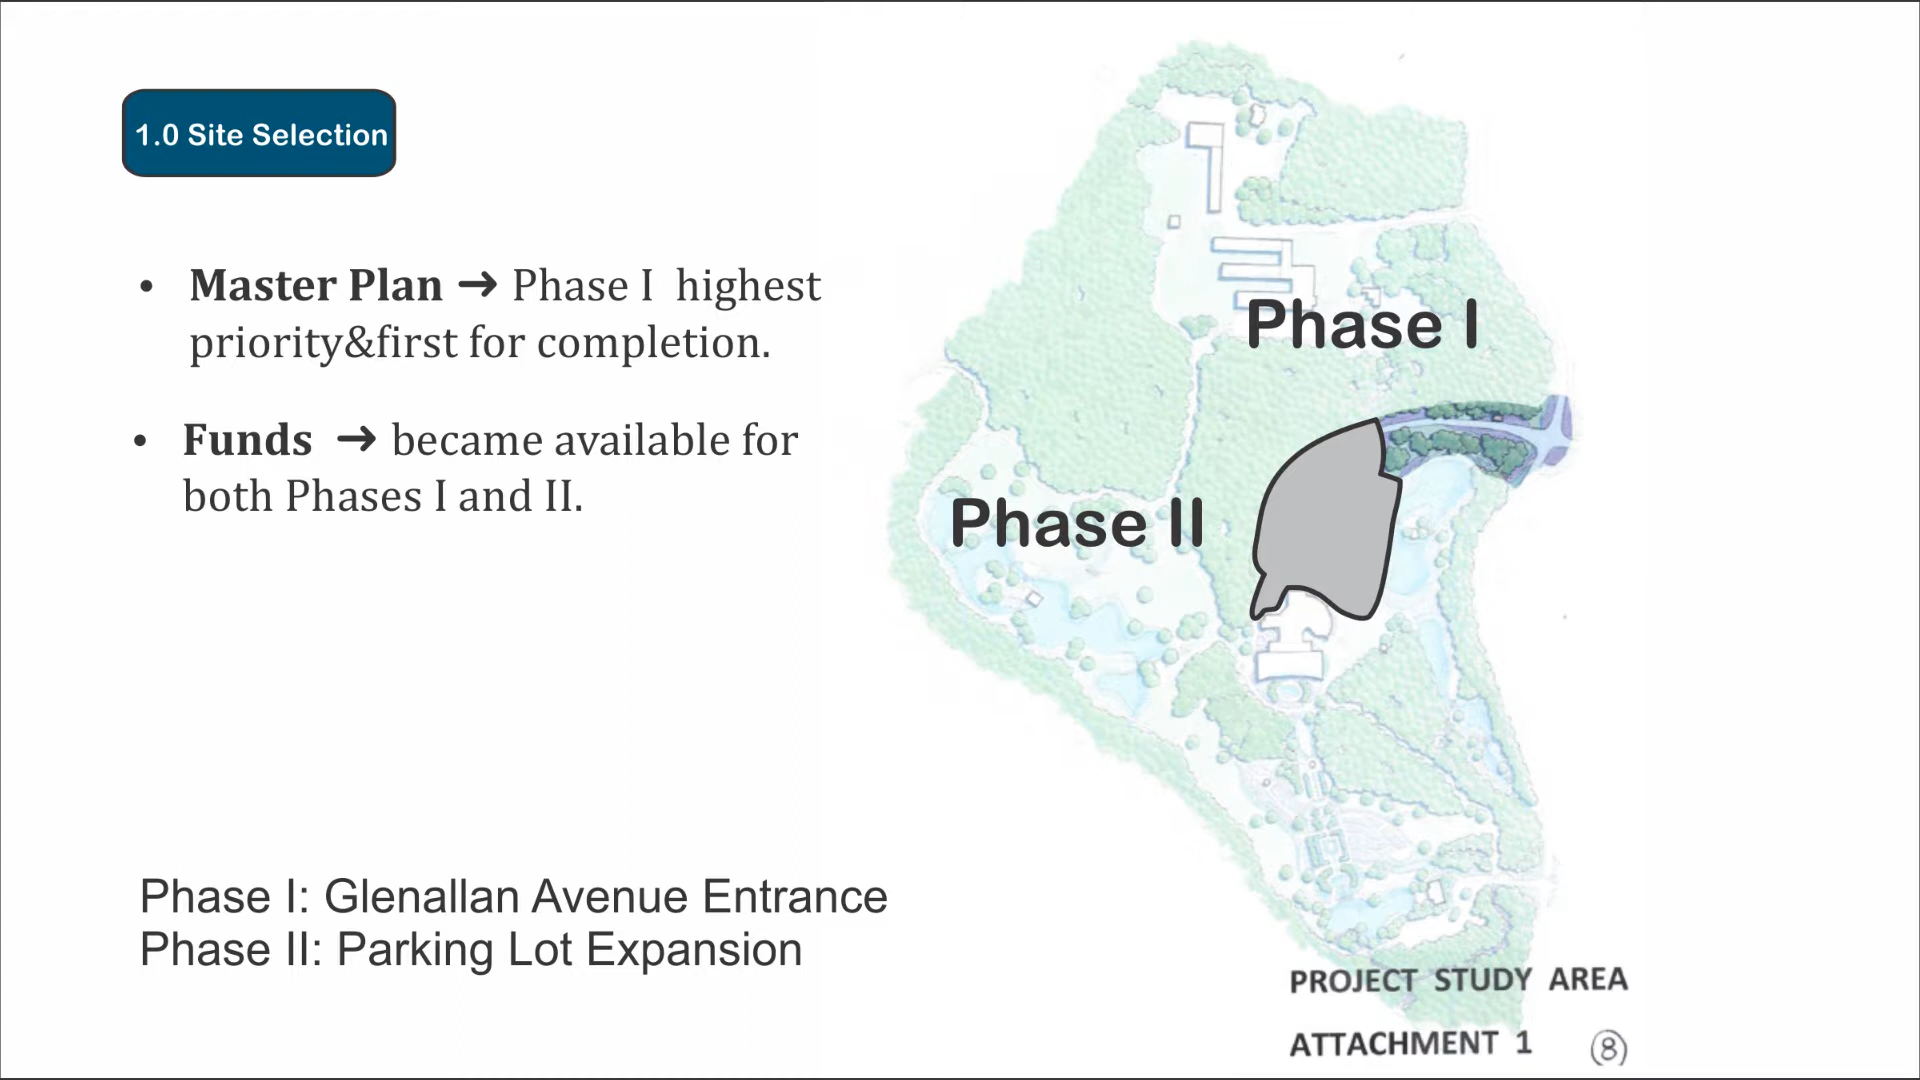 1.0 Site Selection
• Master Plan ➔ Phase I highest
priority&first for completion.
• Funds ➔ became available for
both Phases I and II.
Phase I: Glenallan Avenue Entrance
Phase II: Parking Lot Expansion
Phase I
Phase II
PROJECT STUDY AREA
ATTACHMENT 1 8